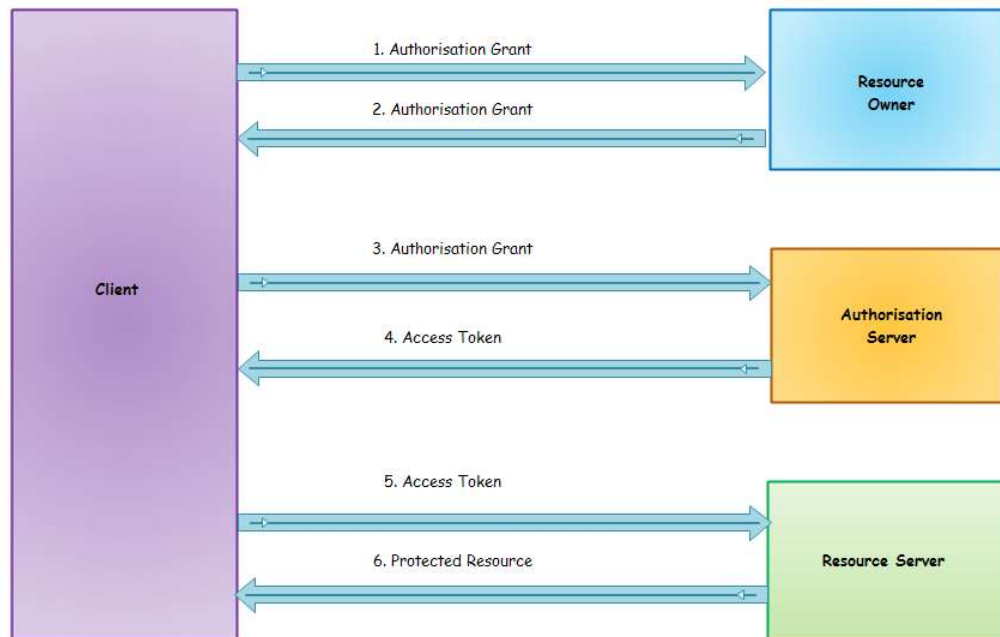 1. Authorisation Grant
Resource
Owner
2. Authorisation Grant
3. Authorisation Grant
Client
Authorisation
Server
4. Access Token
5. Access Token
6. Protected Resource
Resource Server